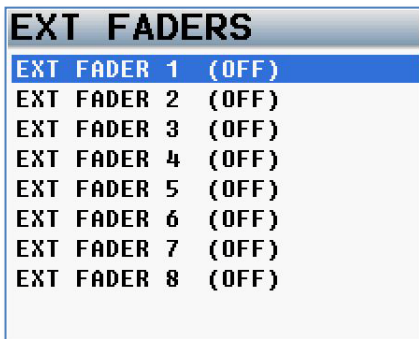 EXT FADERS
EXT FADER 1 (OFF)
EXT FADER 2 (OFF)
EXT FADER 3 (OFF)
EXT FADER 4 (OFF)
EXT FADER 5 (OFF)
EXT FADER 6 (OFF)
EXT FADER 7 (OFF)
EXT FADER 8 (OFF)